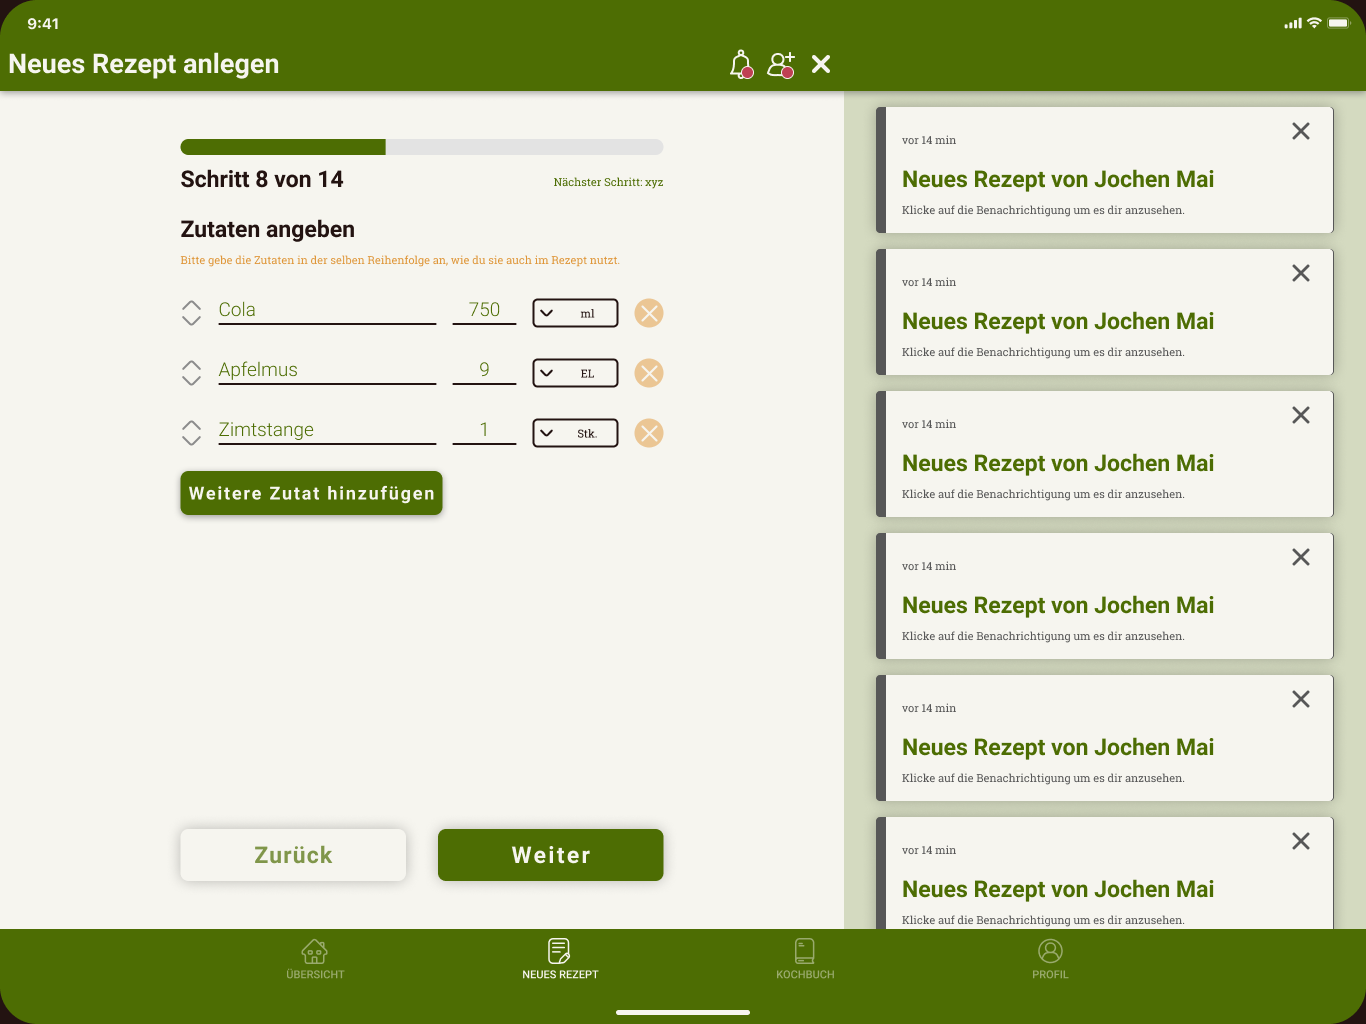 9:41
Neues Rezept anlegen
Schritt 8 von 14
Nächster Schritt: xyz
Zutaten angeben
Bitte gebe die Zutaten in der selben Reihenfolge an, wie du sie auch im Rezept nutzt.
Cola 750 ml
Apfelmus 9 EL
Zimtstange 1 Stk.
Weitere Zutat hinzufügen
Zurück
Weiter
vor 14 min
Neues Rezept von Jochen Mai
Klicke auf die Benachrichtigung um es dir anzusehen.
vor 14 min
Neues Rezept von Jochen Mai
Klicke auf die Benachrichtigung um es dir anzusehen.
vor 14 min
Neues Rezept von Jochen Mai
Klicke auf die Benachrichtigung um es dir anzusehen.
vor 14 min
Neues Rezept von Jochen Mai
Klicke auf die Benachrichtigung um es dir anzusehen.
vor 14 min
Neues Rezept von Jochen Mai
Klicke auf die Benachrichtigung um es dir anzusehen.
vor 14 min
Neues Rezept von Jochen Mai
Klicke auf die Benachrichtigung um es dir anzusehen.
ÜBERSICHT
NEUES REZEPT
KOCHBUCH
PROFIL